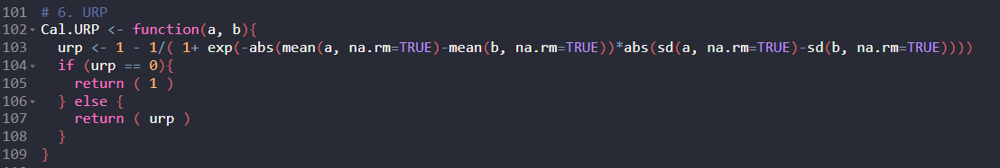 101 # 6. URP
102 Cal.URP <- function(a, b){
103   urp <- 1 - 1/( 1+ exp(-abs(mean(a, na.rm=TRUE)-mean(b, na.rm=TRUE))*abs(sd(a, na.rm=TRUE)-sd(b, na.rm=TRUE))))
104   if (urp == 0){
105     return ( 1 )
106   } else {
107     return ( urp )
108   }
109 }